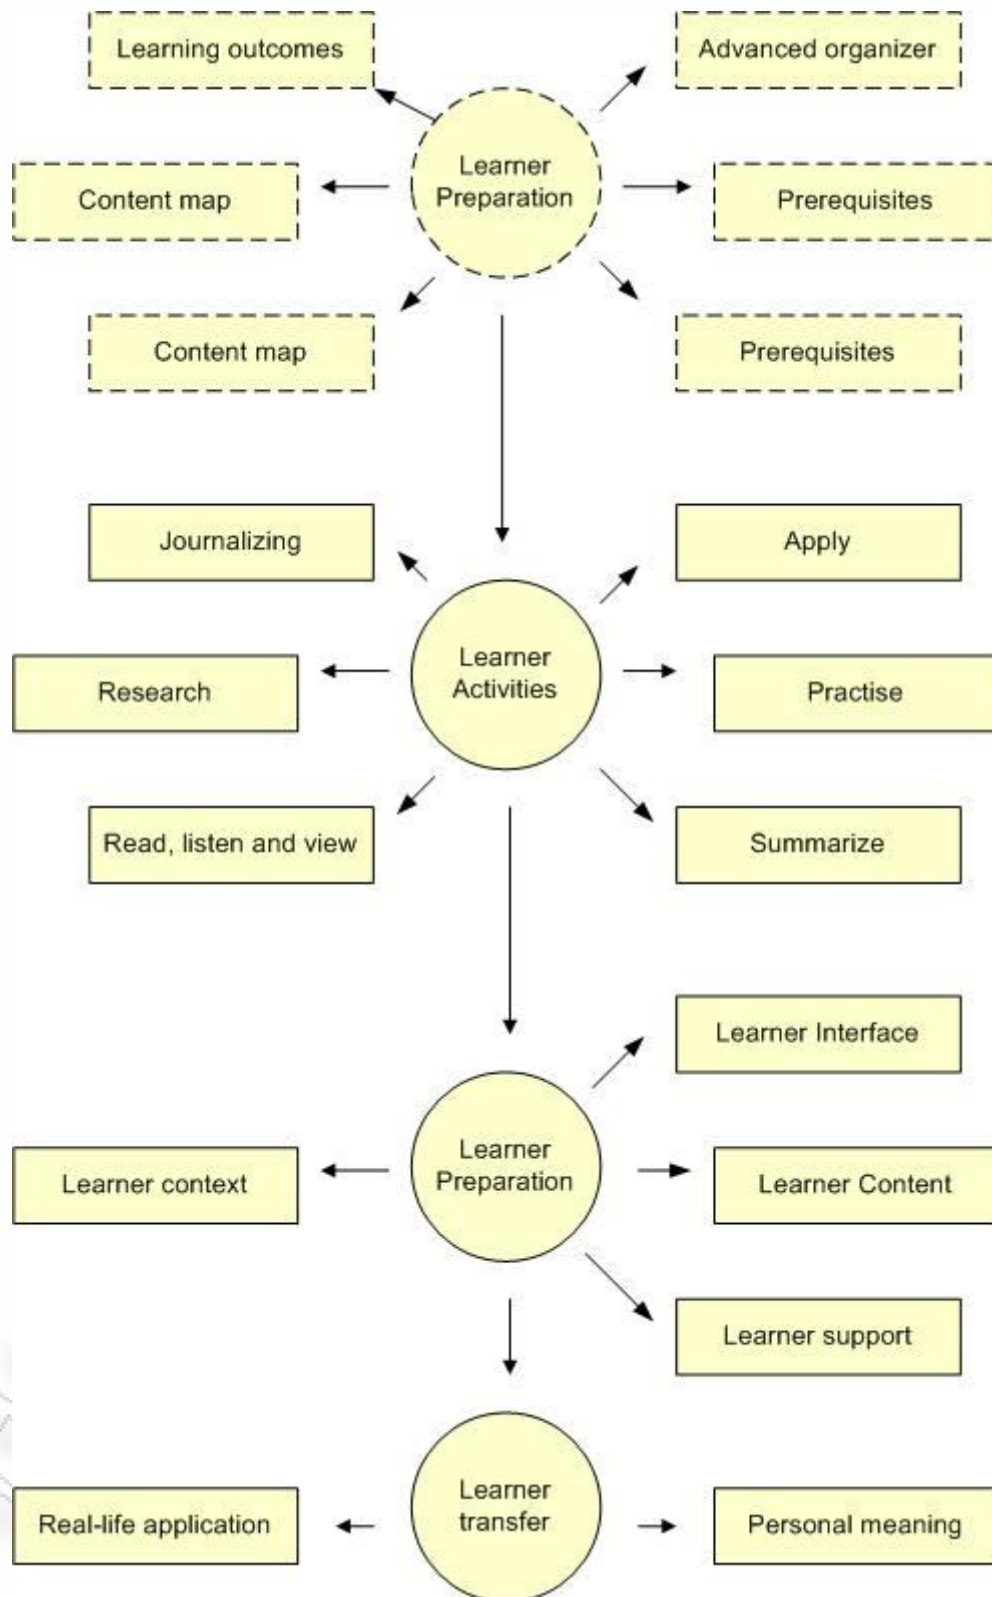 Learning outcomes
Advanced organizer
Learner
Preparation
Content map
Prerequisites
Content map
Prerequisites
Journalizing
Apply
Learner
Activities
Research
Practise
Read, listen and view
Summarize
Learner Interface
Learner
Preparation
Learner context
Learner Content
Learner support
Learner
transfer
Real-life application
Personal meaning